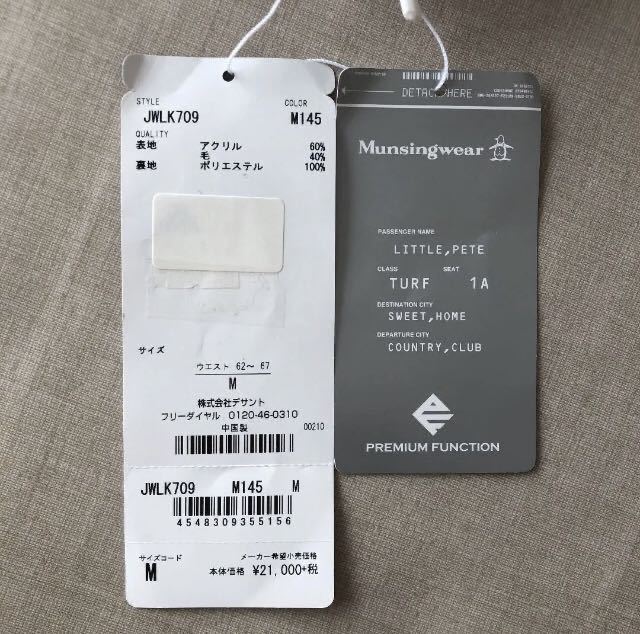 STYLE COLOR
JWLK709 M145
QUALITY
表地 アクリル 60%
毛 40%
裏地 ポリエステル 100%
サイズ
ウエスト 62～ 67
M
株式会社デサント
フリーダイヤル 0120-46-0310
中国製 00210
JWLK709 M145 M
4548309355156
サイズコード メーカー希望小売価格
M 本体価格 ¥21,000+税
DETACH HERE
Munsingwear
PASSENGER NAME
LITTLE,PETE
CLASS SEAT
TURF 1A
DESTINATION CITY
SWEET,HOME
DEPARTURE CITY
COUNTRY,CLUB
PREMIUM FUNCTION